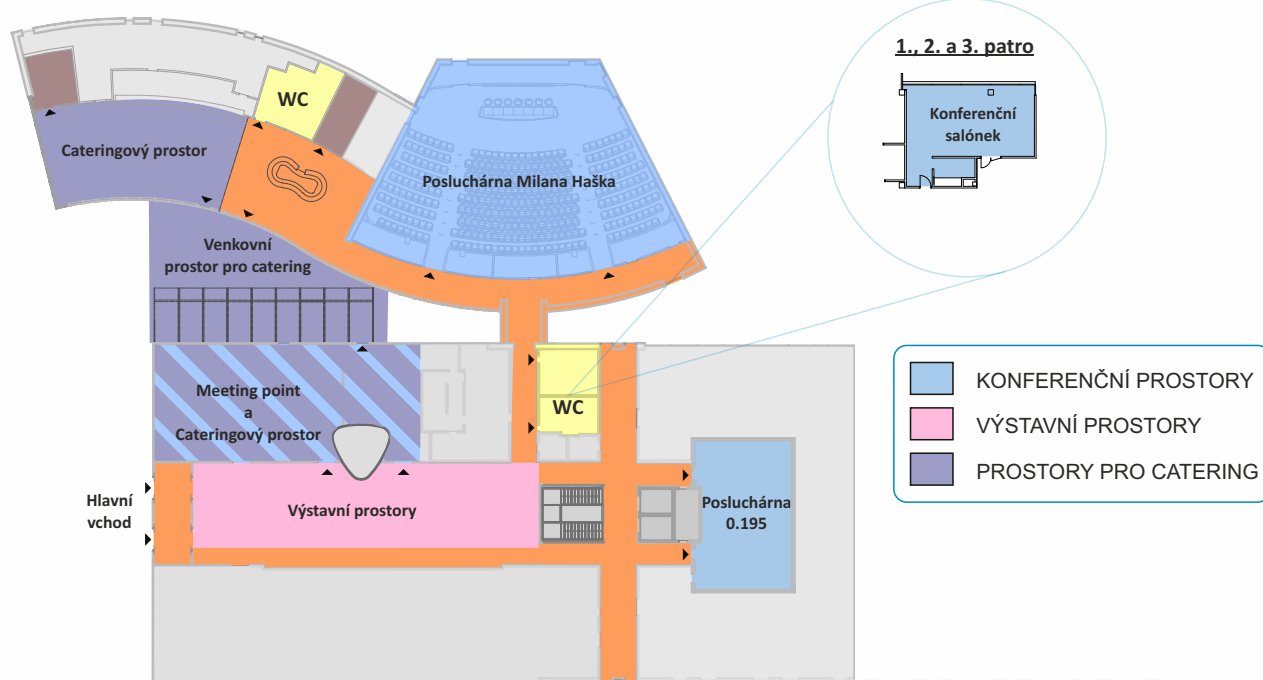 1., 2. a 3. patro
Konferenční
salónek
WC
Cateringový prostor
Posluchárna Milana Haška
Venkovní
prostor pro catering
Meeting point
a
Cateringový prostor
WC
Hlavní
vchod
Výstavní prostory
Posluchárna
0.195
KONFERENČNÍ PROSTORY
VÝSTAVNÍ PROSTORY
PROSTORY PRO CATERING